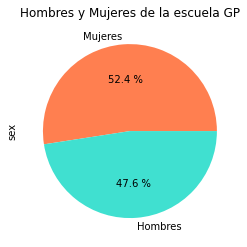 Hombres y Mujeres de la escuela GP
Mujeres
52.4 %
sex
47.6 %
Hombres